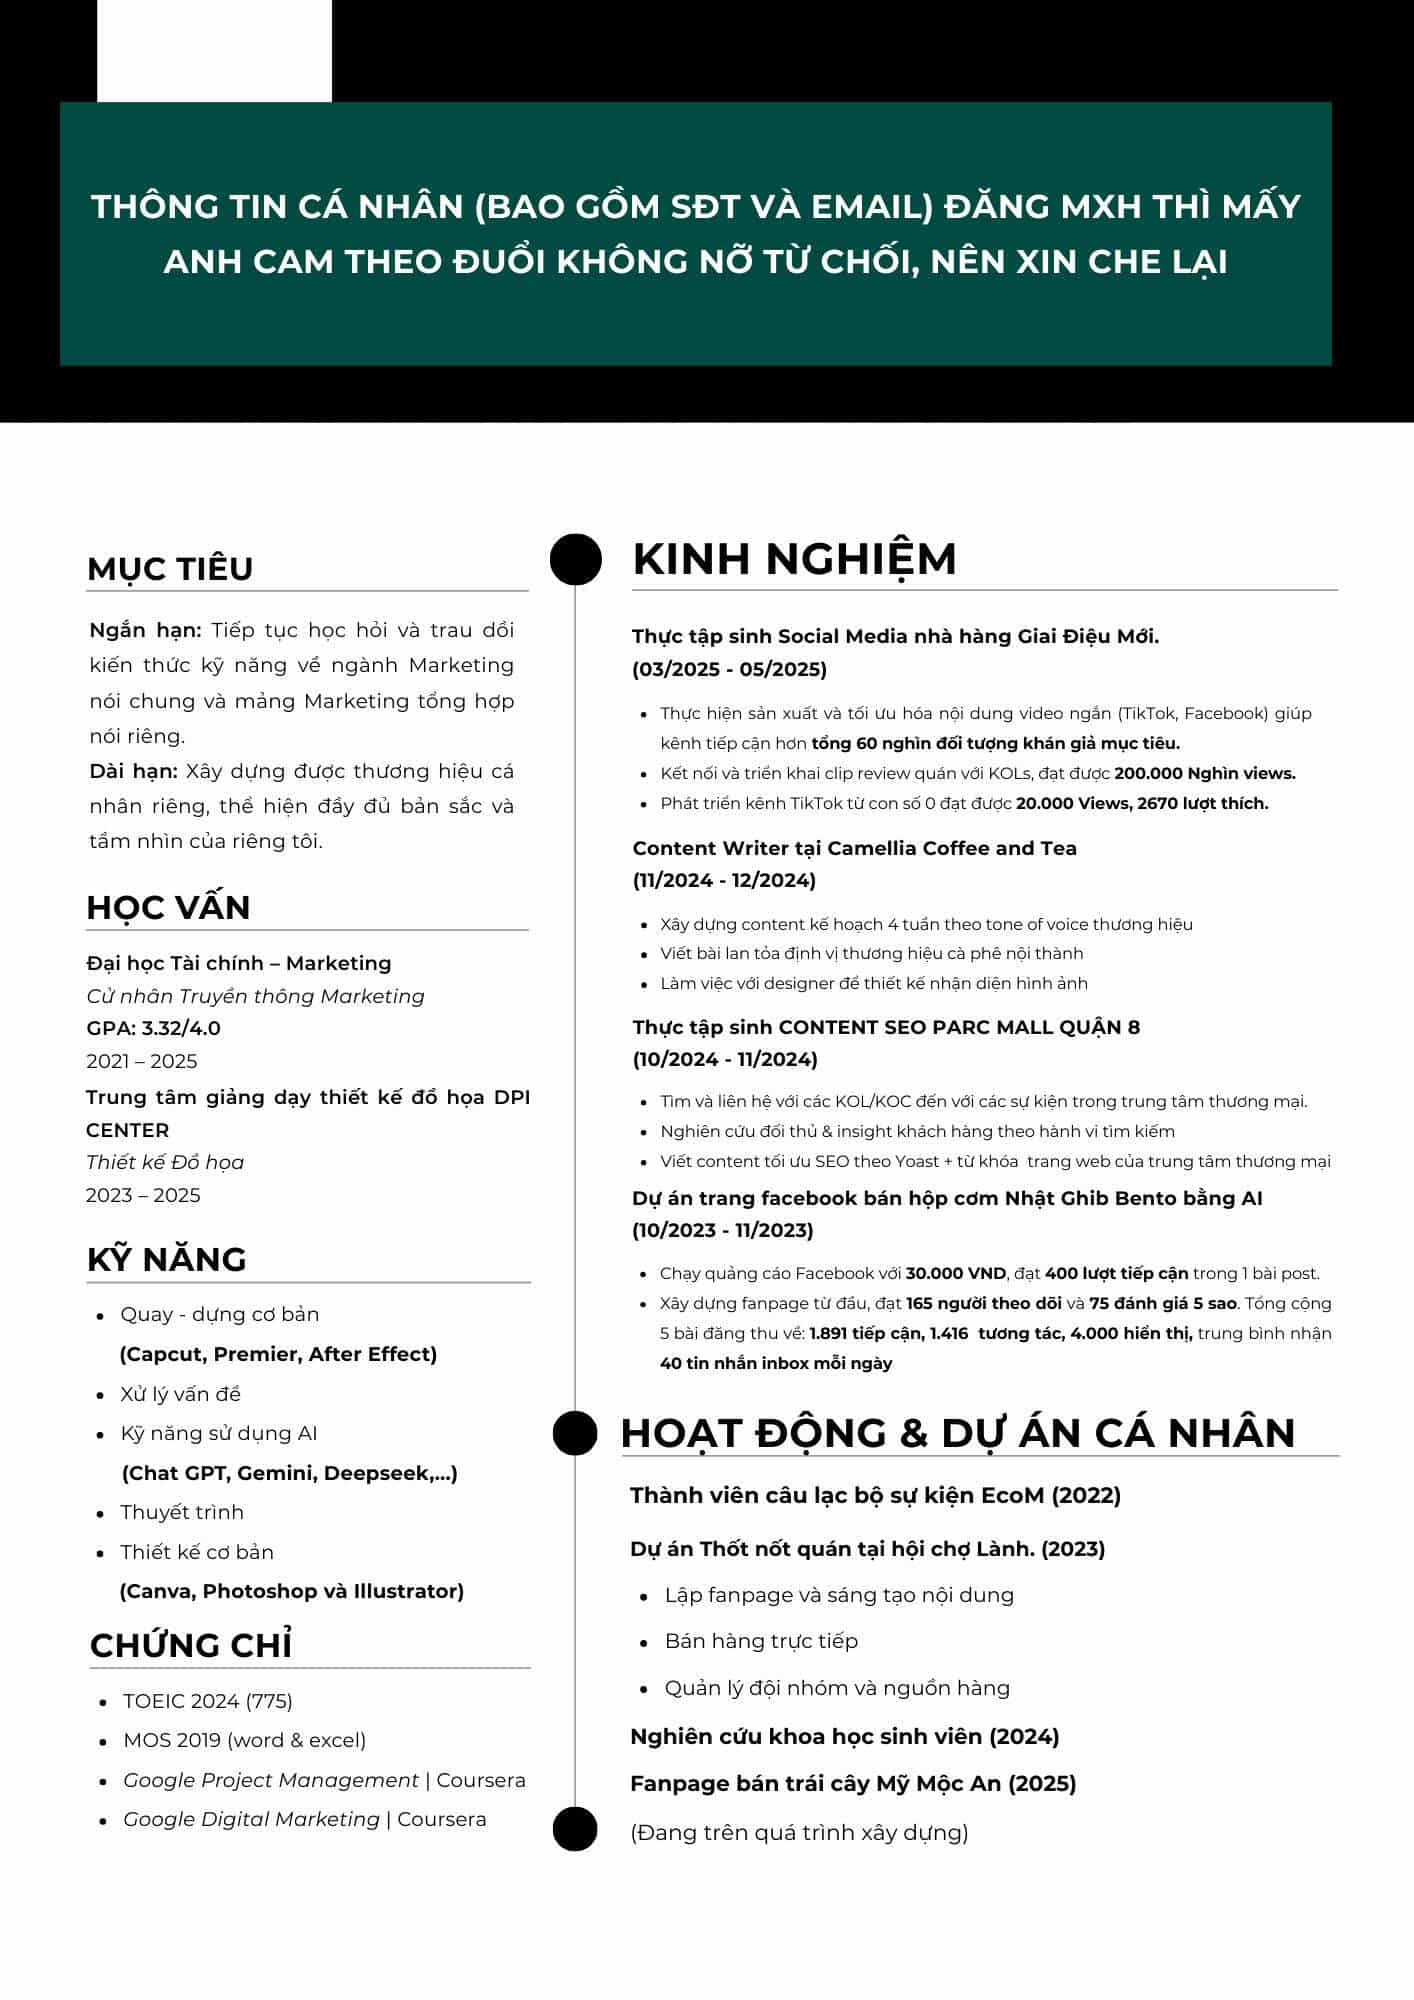 THÔNG TIN CÁ NHÂN (BAO GỒM SĐT VÀ EMAIL) ĐĂNG MXH THÌ MẤY
ANH CAM THEO ĐUỔI KHÔNG NỠ TỪ CHỐI, NÊN XIN CHE LẠI
MỤC TIÊU
Ngắn hạn: Tiếp tục học hỏi và trau dồi
kiến thức kỹ năng về ngành Marketing
nói chung và mảng Marketing tổng hợp
nói riêng.
Dài hạn: Xây dựng được thương hiệu cá
nhân riêng, thể hiện đầy đủ bản sắc và
tầm nhìn của riêng tôi.
HỌC VẤN
Đại học Tài chính – Marketing
Cử nhân Truyền thông Marketing
GPA: 3.32/4.0
2021 – 2025
Trung tâm giảng dạy thiết kế đồ họa DPI
CENTER
Thiết kế Đồ họa
2023 – 2025
KỸ NĂNG
• Quay - dựng cơ bản
(Capcut, Premier, After Effect)
• Xử lý vấn đề
• Kỹ năng sử dụng AI
(Chat GPT, Gemini, Deepseek,...)
• Thuyết trình
• Thiết kế cơ bản
(Canva, Photoshop và Illustrator)
CHỨNG CHỈ
• TOEIC 2024 (775)
• MOS 2019 (word & excel)
• Google Project Management | Coursera
• Google Digital Marketing | Coursera
KINH NGHIỆM
Thực tập sinh Social Media nhà hàng Giai Điệu Mới.
(03/2025 - 05/2025)
• Thực hiện sản xuất và tối ưu hóa nội dung video ngắn (TikTok, Facebook) giúp
kênh tiếp cận hơn tổng 60 nghìn đối tượng khán giả mục tiêu.
• Kết nối và triển khai clip review quán với KOLs, đạt được 200.000 Nghìn views.
• Phát triển kênh TikTok từ con số 0 đạt được 20.000 Views, 2670 lượt thích.
Content Writer tại Camellia Coffee and Tea
(11/2024 - 12/2024)
• Xây dựng content kế hoạch 4 tuần theo tone of voice thương hiệu
• Viết bài lan tỏa định vị thương hiệu cà phê nội thành
• Làm việc với designer để thiết kế nhận diện hình ảnh
Thực tập sinh CONTENT SEO PARC MALL QUẬN 8
(10/2024 - 11/2024)
• Tìm và liên hệ với các KOL/KOC đến với các sự kiện trong trung tâm thương mại.
• Nghiên cứu đối thủ & insight khách hàng theo hành vi tìm kiếm
• Viết content tối ưu SEO theo Yoast + từ khóa trang web của trung tâm thương mại
Dự án trang facebook bán hộp cơm Nhật Ghib Bento bằng AI
(10/2023 - 11/2023)
• Chạy quảng cáo Facebook với 30.000 VND, đạt 400 lượt tiếp cận trong 1 bài post.
• Xây dựng fanpage từ đầu, đạt 165 người theo dõi và 75 đánh giá 5 sao. Tổng cộng
5 bài đăng thu về: 1.891 tiếp cận, 1.416 tương tác, 4.000 hiển thị, trung bình nhận
40 tin nhắn inbox mỗi ngày
HOẠT ĐỘNG & DỰ ÁN CÁ NHÂN
Thành viên câu lạc bộ sự kiện EcoM (2022)
Dự án Thốt nốt quán tại hội chợ Lành. (2023)
• Lập fanpage và sáng tạo nội dung
• Bán hàng trực tiếp
• Quản lý đội nhóm và nguồn hàng
Nghiên cứu khoa học sinh viên (2024)
Fanpage bán trái cây Mỹ Mộc An (2025)
(Đang trên quá trình xây dựng)